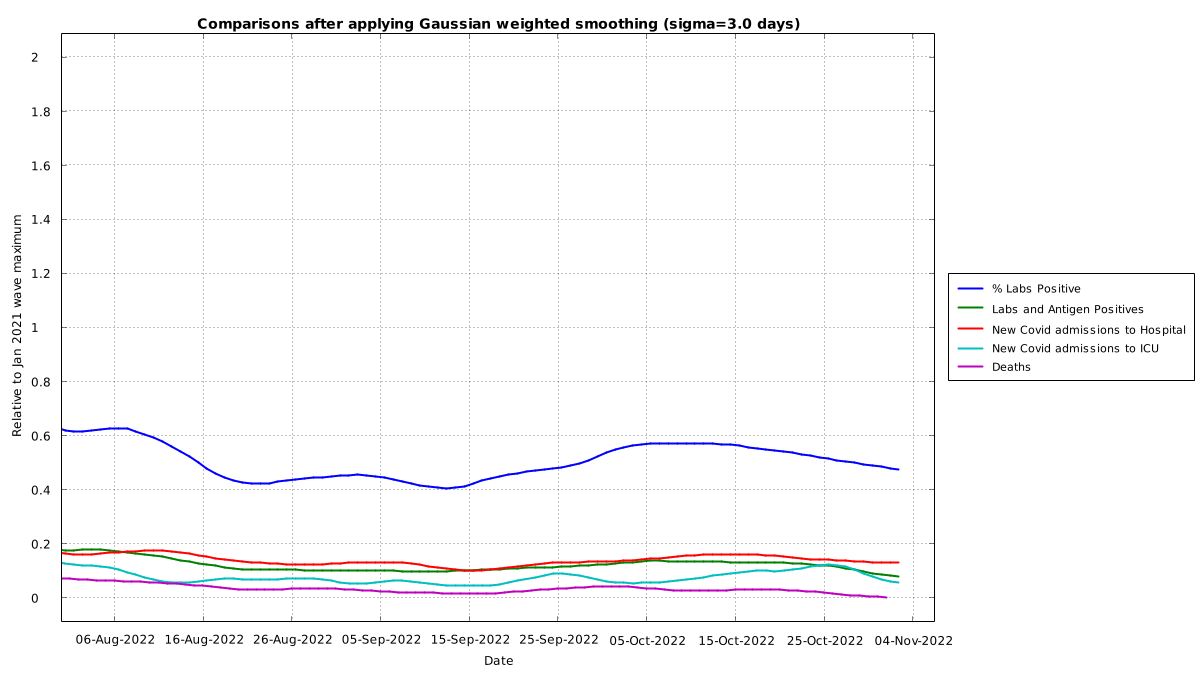 Comparisons after applying Gaussian weighted smoothing (sigma=3.0 days)
2
1.8
1.6
1.4
1.2
1
0.8
0.6
0.4
0.2
0
Relative to Jan 2021 wave maximum
06-Aug-2022 16-Aug-2022 26-Aug-2022 05-Sep-2022 15-Sep-2022 25-Sep-2022 05-Oct-2022 15-Oct-2022 25-Oct-2022 04-Nov-2022
Date
% Labs Positive
Labs and Antigen Positives
New Covid admissions to Hospital
New Covid admissions to ICU
Deaths